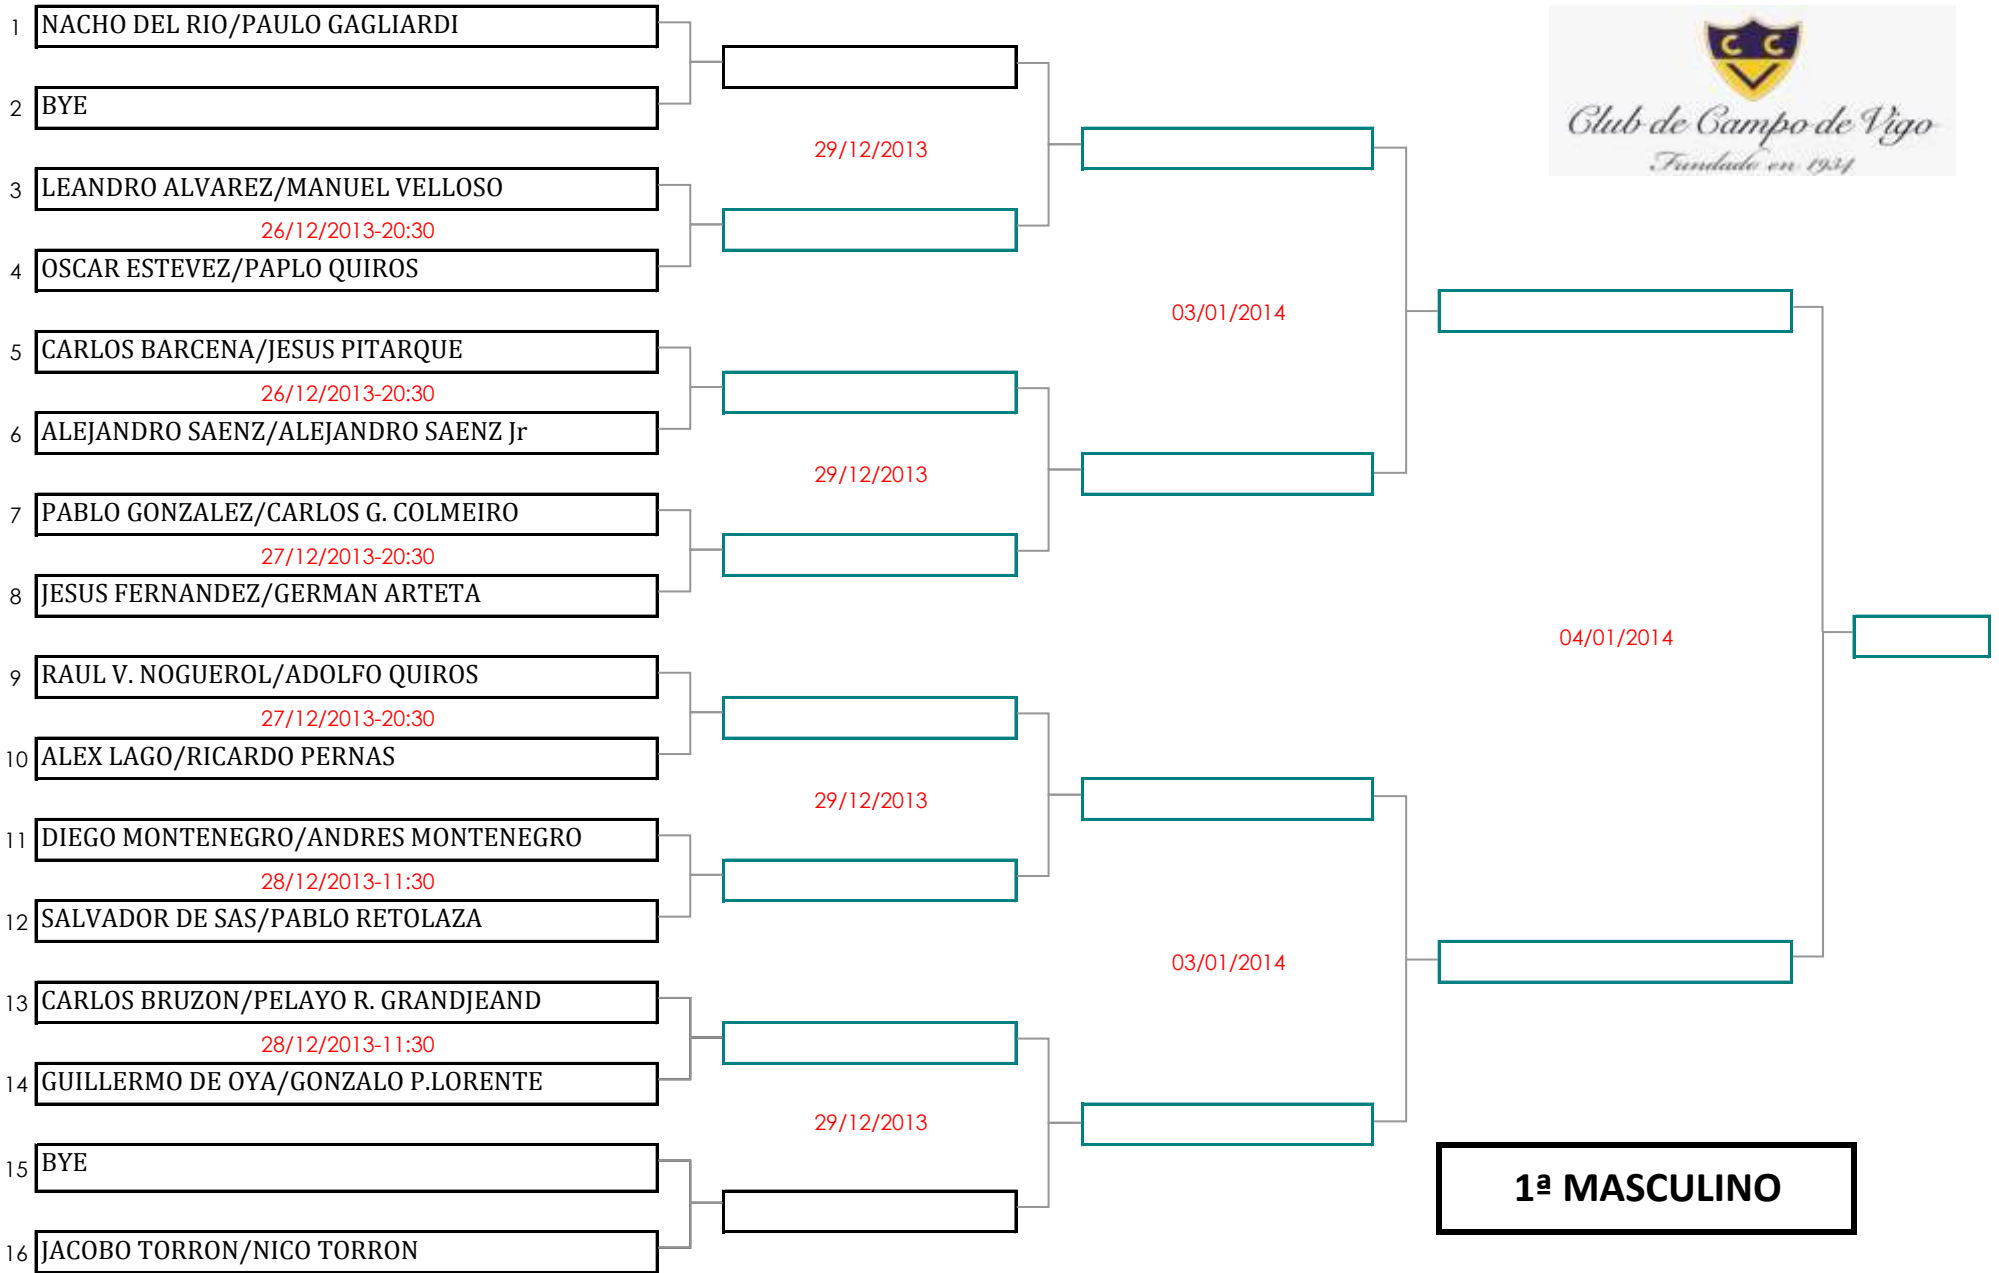 1 NACHO DEL RIO/PAULO GAGLIARDI
2 BYE
29/12/2013
3 LEANDRO ALVAREZ/MANUEL VELLOSO
26/12/2013-20:30
4 OSCAR ESTEVEZ/PAPLO QUIROS
03/01/2014
5 CARLOS BARCENA/JESUS PITARQUE
26/12/2013-20:30
6 ALEJANDRO SAENZ/ALEJANDRO SAENZ Jr
29/12/2013
7 PABLO GONZALEZ/CARLOS G. COLMEIRO
27/12/2013-20:30
8 JESUS FERNANDEZ/GERMAN ARTETA
04/01/2014
9 RAUL V. NOGUEROL/ADOLFO QUIROS
27/12/2013-20:30
10 ALEX LAGO/RICARDO PERNAS
29/12/2013
11 DIEGO MONTENEGRO/ANDRES MONTENEGRO
28/12/2013-11:30
12 SALVADOR DE SAS/PABLO RETOLAZA
03/01/2014
13 CARLOS BRUZON/PELAYO R. GRANDJEAND
28/12/2013-11:30
14 GUILLERMO DE OYA/GONZALO P.LORENTE
29/12/2013
15 BYE
16 JACOBO TORRON/NICO TORRON
C C V
Club de Campo de Vigo
Fundado en 1934
1ª MASCULINO